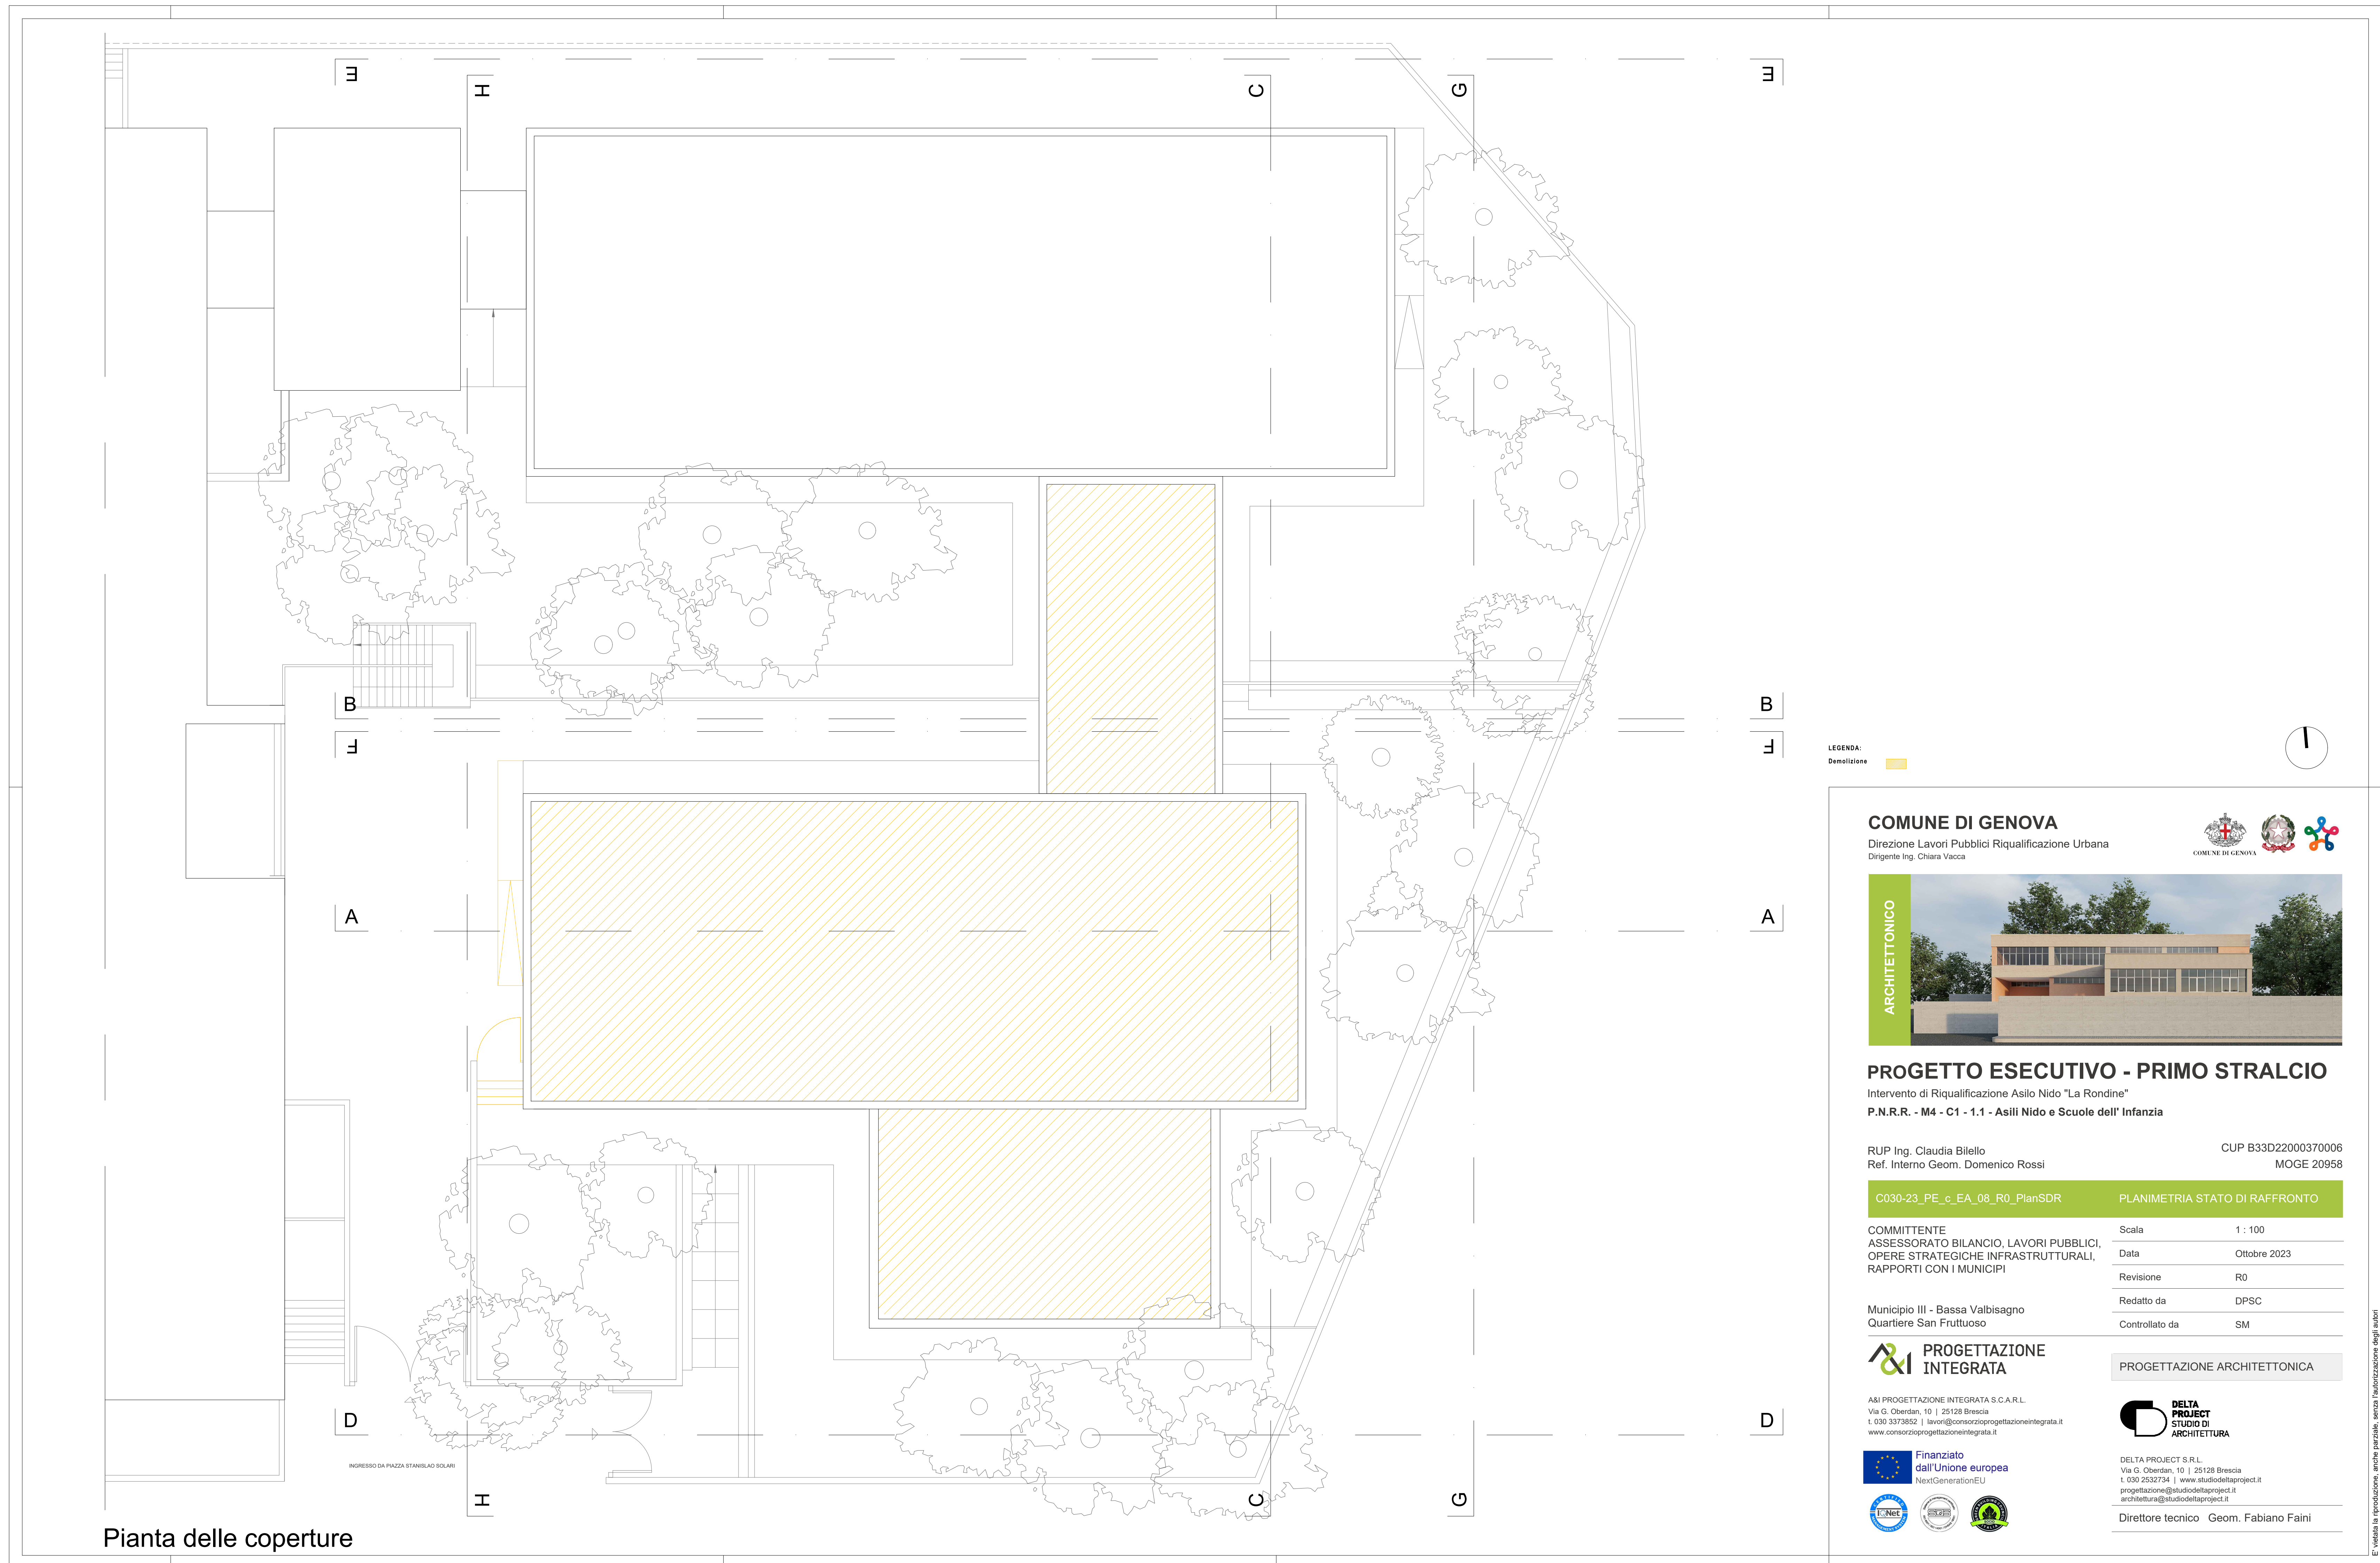 E
E
H
C
G
B
B
F
F
A
A
D
D
H
C
G
INGRESSO DA PIAZZA STANISLAO SOLARI
Pianta delle coperture
LEGENDA:
Demolizione
COMUNE DI GENOVA
Direzione Lavori Pubblici Riqualificazione Urbana
Dirigente Ing. Chiara Vacca
COMUNE DI GENOVA
ARCHITETTONICO
PROGETTO ESECUTIVO - PRIMO STRALCIO
Intervento di Riqualificazione Asilo Nido "La Rondine"
P.N.R.R. - M4 - C1 - 1.1 - Asili Nido e Scuole dell' Infanzia
RUP Ing. Claudia Bilello
Ref. Interno Geom. Domenico Rossi
CUP B33D22000370006
MOGE 20958
C030-23_PE_c_EA_08_R0_PlanSDR
PLANIMETRIA STATO DI RAFFRONTO
COMMITTENTE
ASSESSORATO BILANCIO, LAVORI PUBBLICI,
OPERE STRATEGICHE INFRASTRUTTURALI,
RAPPORTI CON I MUNICIPI
Municipio III - Bassa Valbisagno
Quartiere San Fruttuoso
Scala 1 : 100
Data Ottobre 2023
Revisione R0
Redatto da DPSC
Controllato da SM
A&I PROGETTAZIONE
INTEGRATA
PROGETTAZIONE ARCHITETTONICA
A&I PROGETTAZIONE INTEGRATA S.C.A.R.L.
Via G. Oberdan, 10 | 25128 Brescia
t. 030 3373852 | lavori@consorzioprogettazioneintegrata.it
www.consorzioprogettazioneintegrata.it
DELTA
PROJECT
STUDIO DI
ARCHITETTURA
Finanziato
dall'Unione europea
NextGenerationEU
IQNet
DELTA PROJECT S.R.L.
Via G. Oberdan, 10 | 25128 Brescia
t. 030 2532734 | www.studiodeltaproject.it
progettazione@studiodeltaproject.it
architettura@studiodeltaproject.it
Direttore tecnico Geom. Fabiano Faini
E' vietata la riproduzione, anche parziale, senza l'autorizzazione degli autori